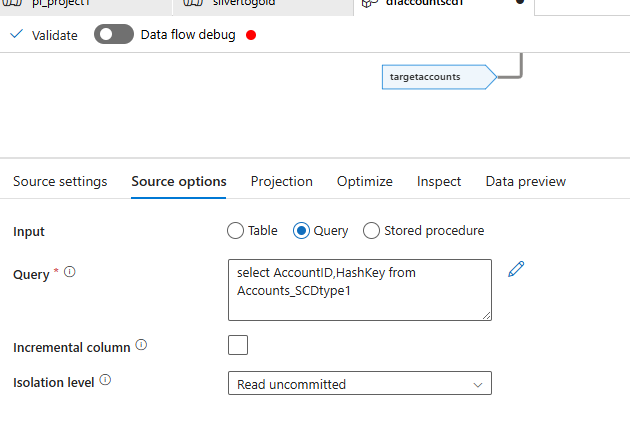 pl_project1
silvertogold
dfaccountsscd1
Validate
Data flow debug
targetaccounts
Source settings
Source options
Projection
Optimize
Inspect
Data preview
Input
Table
Query
Stored procedure
Query *
select AccountID,HashKey from
Accounts_SCDtype1
Incremental column
Isolation level
Read uncommitted